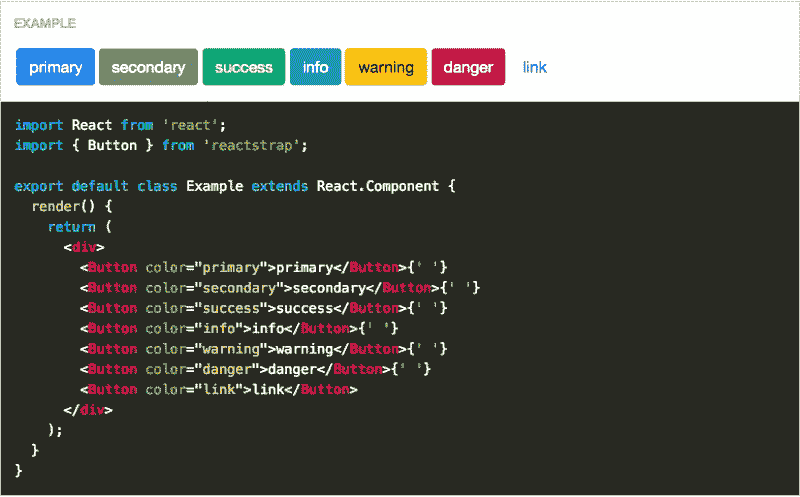 EXAMPLE
primary secondary success info warning danger link
import React from 'react';
import { Button } from 'reactstrap';

export default class Example extends React.Component {
  render() {
    return (
      <div>
        <Button color="primary">primary</Button>{' '}
        <Button color="secondary">secondary</Button>{' '}
        <Button color="success">success</Button>{' '}
        <Button color="info">info</Button>{' '}
        <Button color="warning">warning</Button>{' '}
        <Button color="danger">danger</Button>{' '}
        <Button color="link">link</Button>
      </div>
    );
  }
}